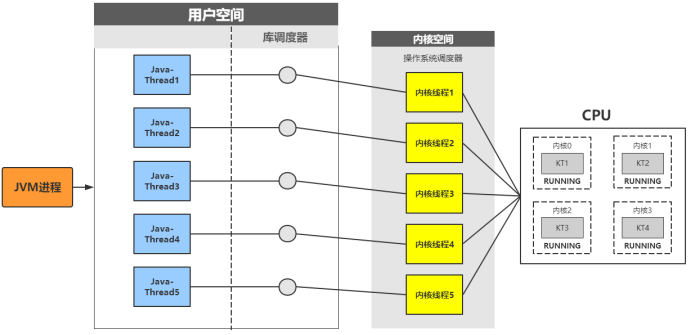 用户空间
库调度器
内核空间
操作系统调度器
Java-
Thread1
Java-
Thread2
Java-
Thread3
Java-
Thread4
Java-
Thread5
JVM进程
内核线程1
内核线程2
内核线程3
内核线程4
内核线程5
CPU
内核0
KT1
RUNNING
内核1
KT2
RUNNING
内核2
KT3
RUNNING
内核3
KT4
RUNNING